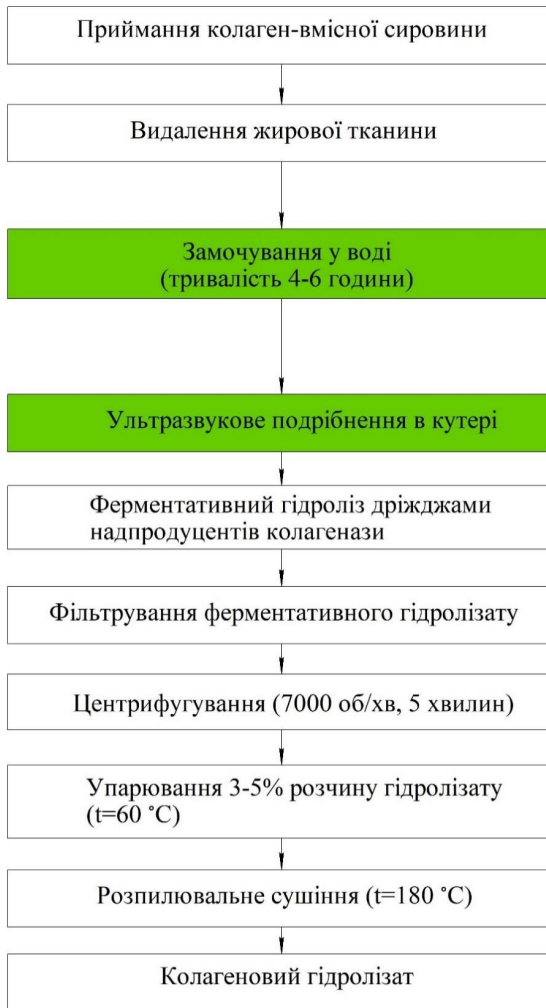 Приймання колаген-вмісної сировини
Видалення жирової тканини
Замочування у воді
(тривалість 4-6 години)
Ультразвукове подрібнення в кутері
Ферментативний гідроліз дріжджами
надпродуцентів колагенази
Фільтрування ферментативного гідролізату
Центрифугування (7000 об/хв, 5 хвилин)
Упарювання 3-5% розчину гідролізату
(t=60 ˚C)
Розпилювальне сушіння (t=180 ˚C)
Колагеновий гідролізат